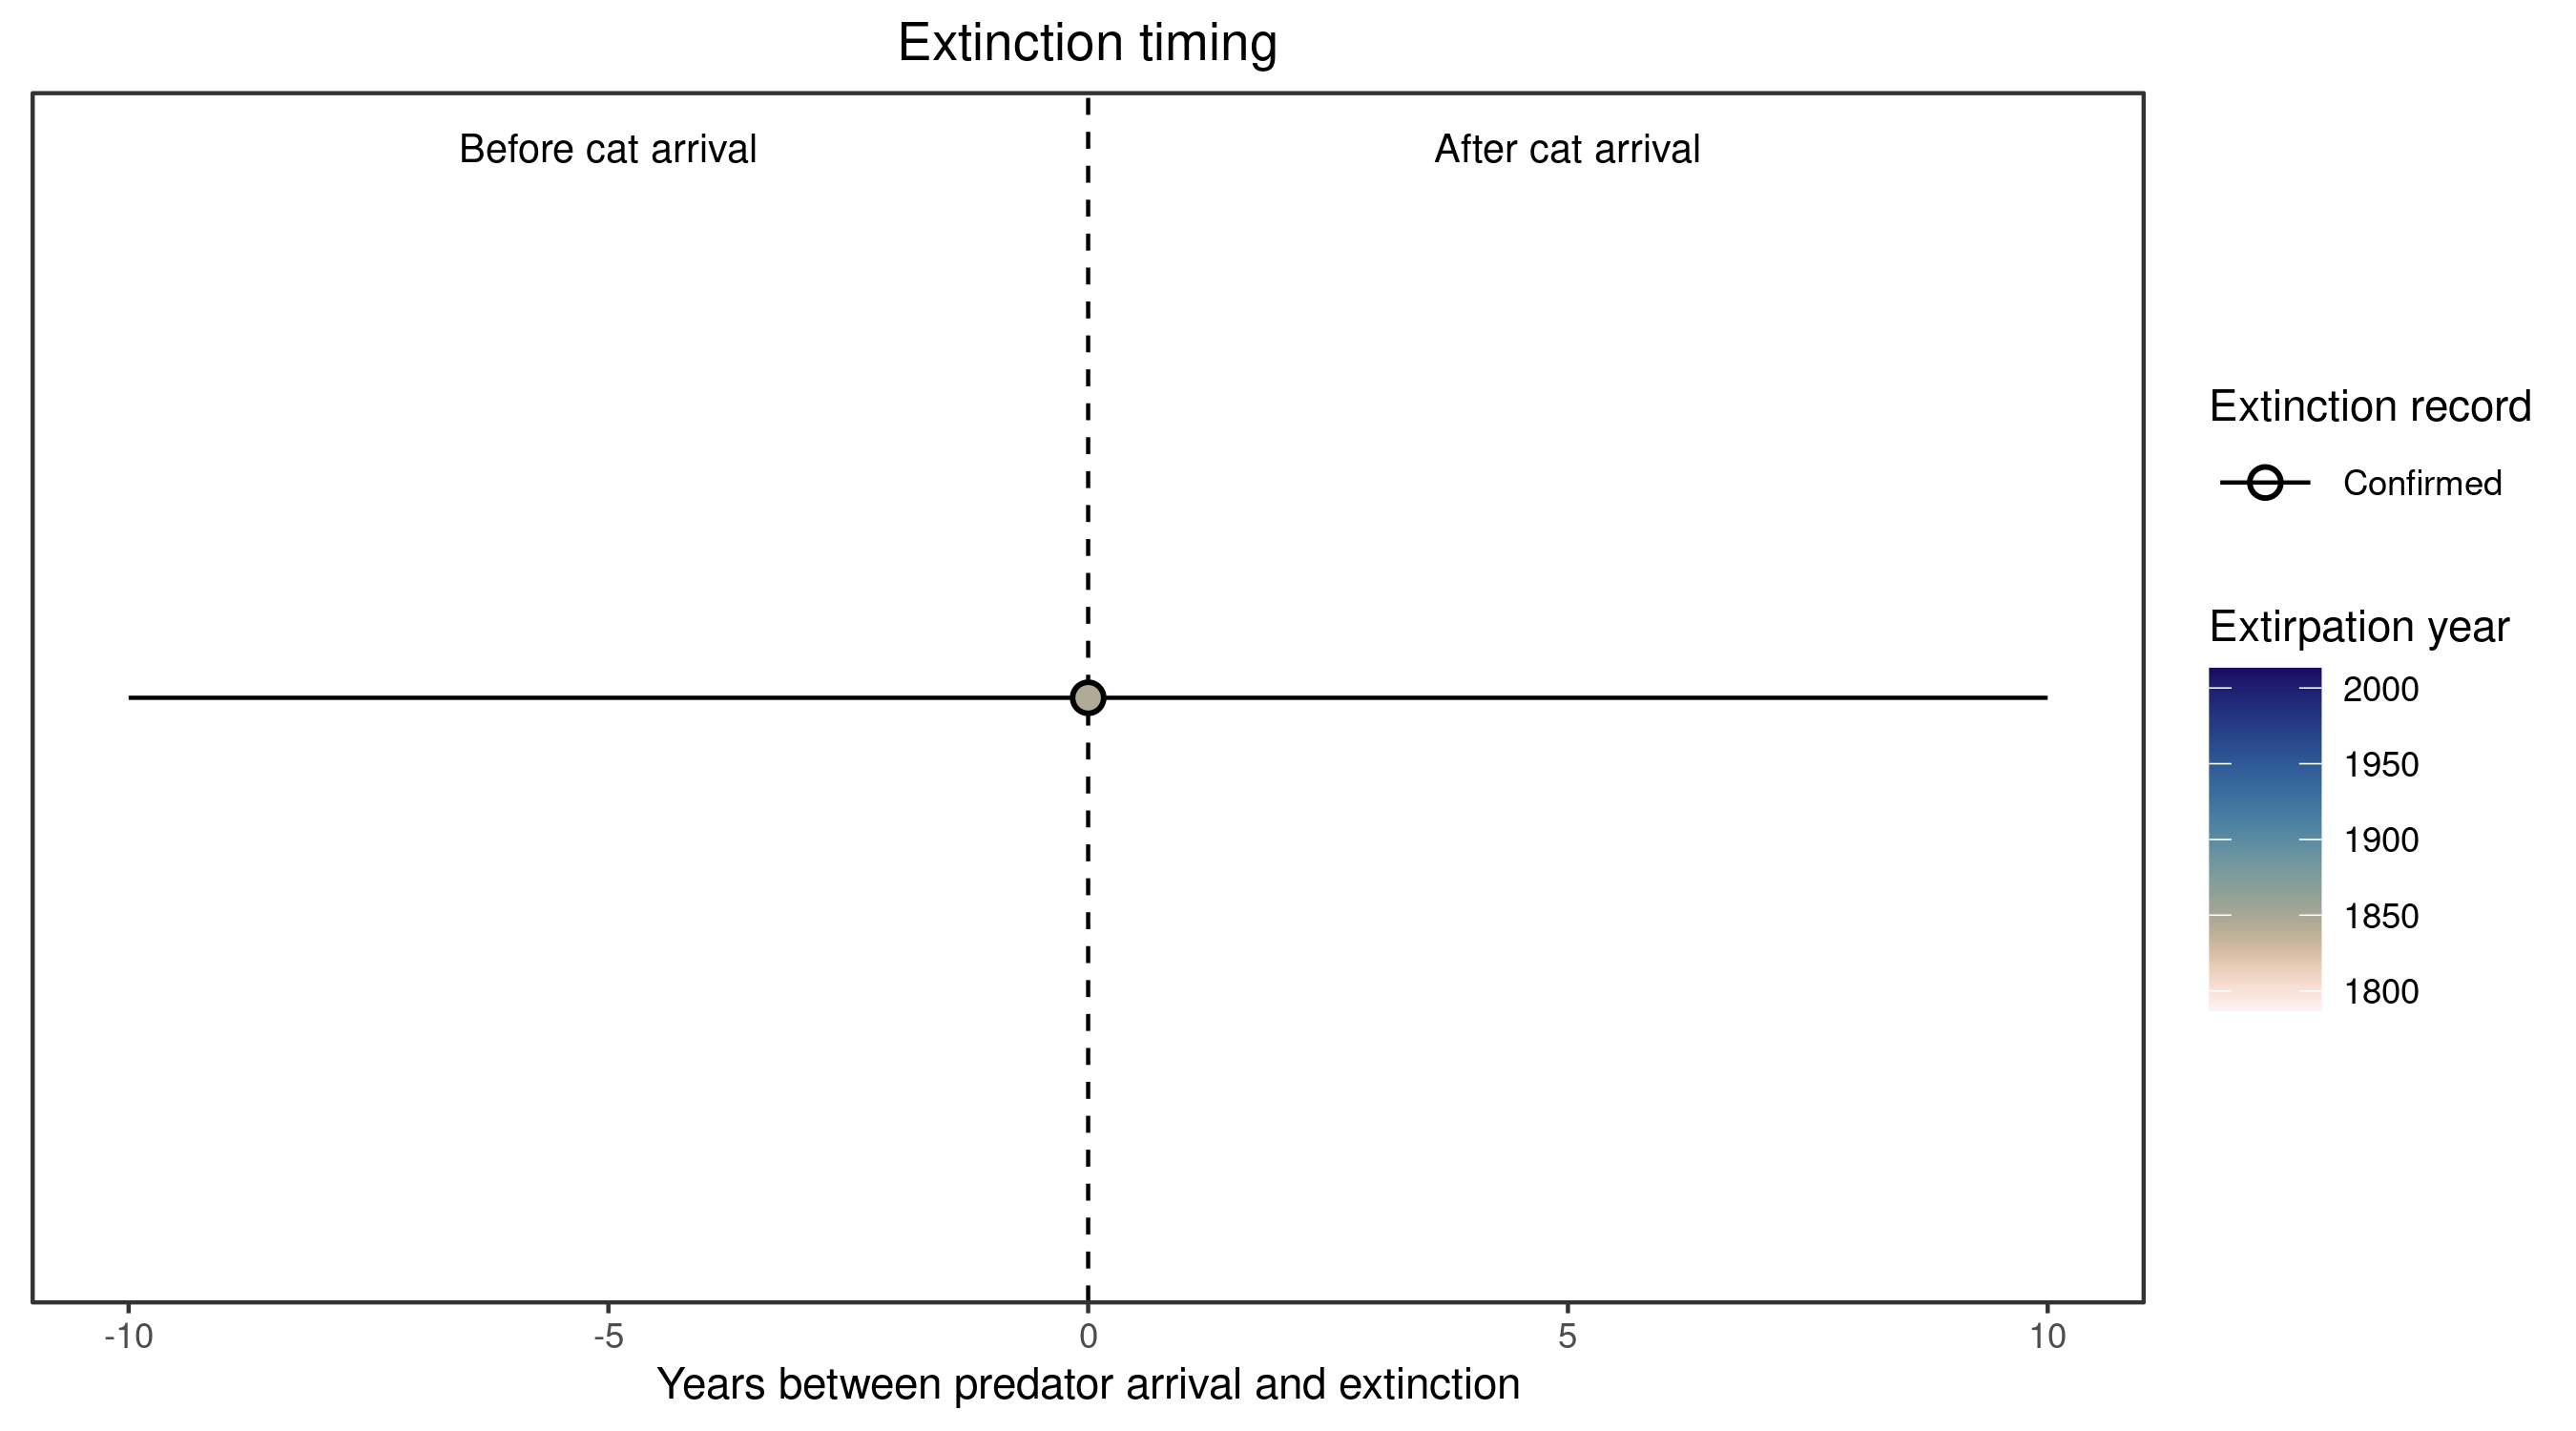 Extinction timing
Before cat arrival
After cat arrival
-10
-5
0
5
10
Years between predator arrival and extinction
Extinction record
Confirmed
Extirpation year
2000
1950
1900
1850
1800